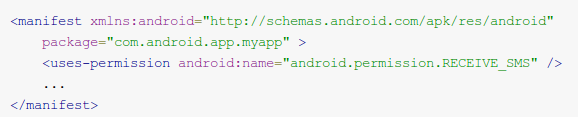 <manifest xmlns:android="http://schemas.android.com/apk/res/android"
    package="com.android.app.myapp" >
    <uses-permission android:name="android.permission.RECEIVE_SMS" />
    ...
</manifest>